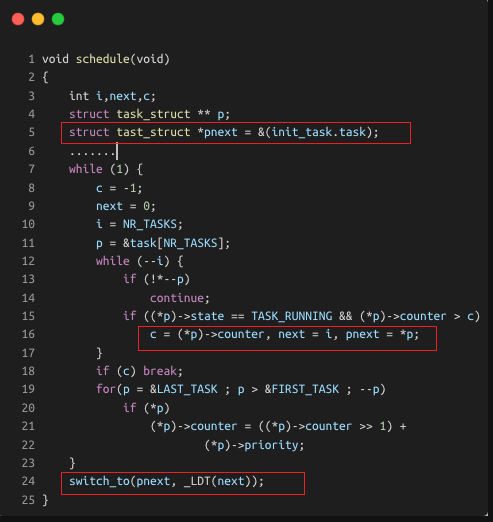 1 void schedule(void)
2 {
3     int i,next,c;
4     struct task_struct ** p;
5     struct tast_struct *pnext = &(init_task.task);
6     .......
7     while (1) {
8         c = -1;
9         next = 0;
10         i = NR_TASKS;
11         p = &task[NR_TASKS];
12         while (--i) {
13             if (!*--p)
14                 continue;
15             if ((*p)->state == TASK_RUNNING && (*p)->counter > c)
16                 c = (*p)->counter, next = i, pnext = *p;
17         }
18         if (c) break;
19         for(p = &LAST_TASK ; p > &FIRST_TASK ; --p)
20             if (*p)
21                 (*p)->counter = ((*p)->counter >> 1) +
22                         (*p)->priority;
23     }
24     switch_to(pnext, _LDT(next));
25 }